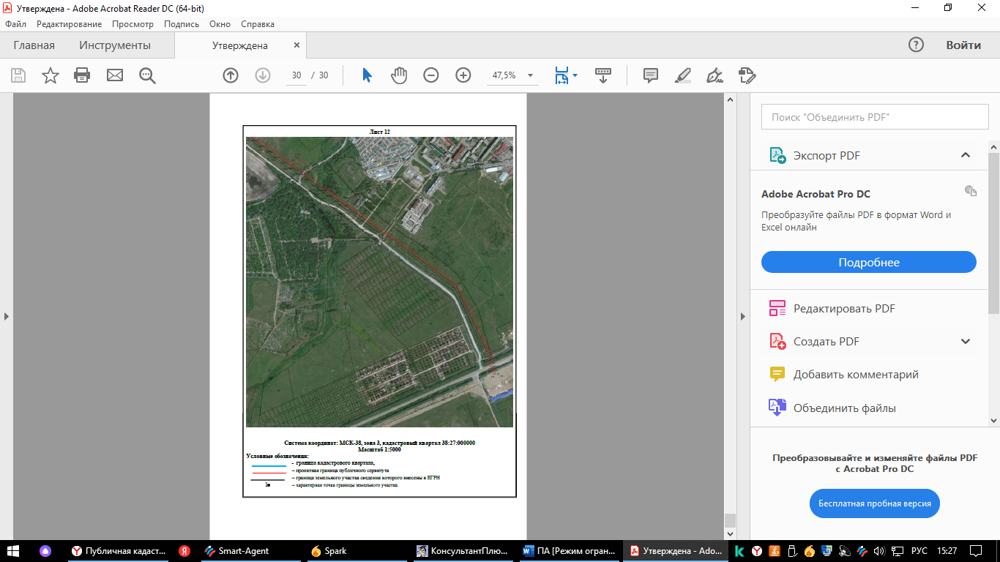 Утверждена - Adobe Acrobat Reader DC (64-bit)
Файл Редактирование Просмотр Подпись Окно Справка
Главная Инструменты Утверждена × Войти
30 / 30 47,5%
Лист 12
Система координат: МСК-38, зона 3, кадастровый квартал 38:27:000000
Масштаб 1:5000
Условные обозначения:
– граница кадастрового квартала,
– проектная граница публичного сервитута
– граница земельного участка сведения которого внесены в ЕГРН
1 – характерная точка границы земельного участка.
Поиск "Объединить PDF"
Экспорт PDF
Adobe Acrobat Pro DC
Преобразуйте файлы PDF в формат Word и
Excel онлайн
Подробнее
Редактировать PDF
Создать PDF
Добавить комментарий
Объединить файлы
Преобразовывайте и изменяйте файлы PDF
с Acrobat Pro DC
Бесплатная пробная версия
Публичная кадаст... Smart-Agent Spark КонсультантПлю... ПА [Режим огран... Утверждена - Ado... РУС 15:27